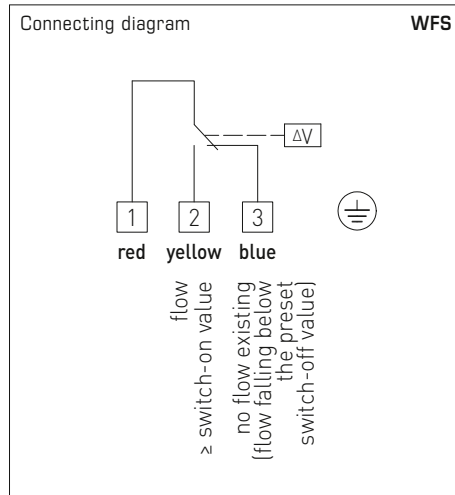 Connecting diagram
WFS
ΔV
1 2 3
red yellow blue
flow
≥ switch-on value
no flow existing
(flow falling below
the preset
switch-off value)